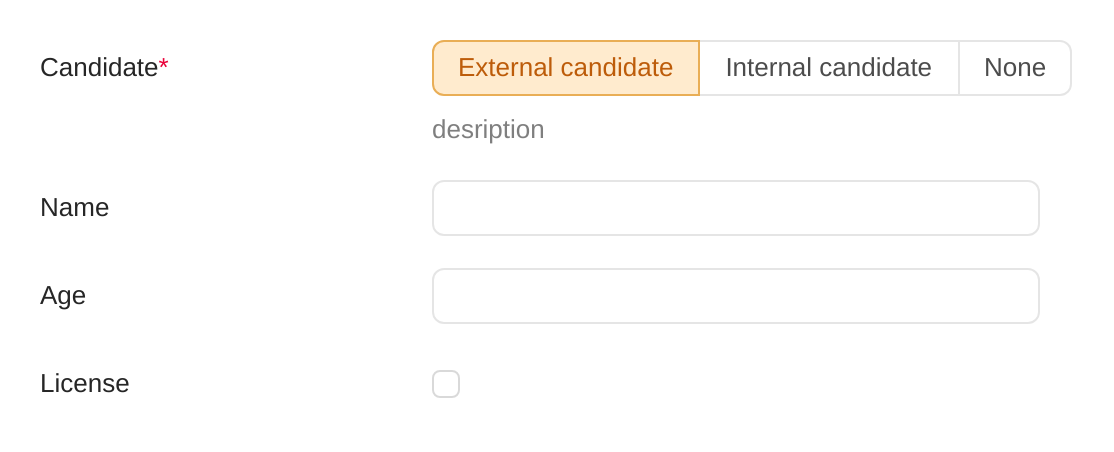 Candidate* External candidate Internal candidate None
desription
Name
Age
License